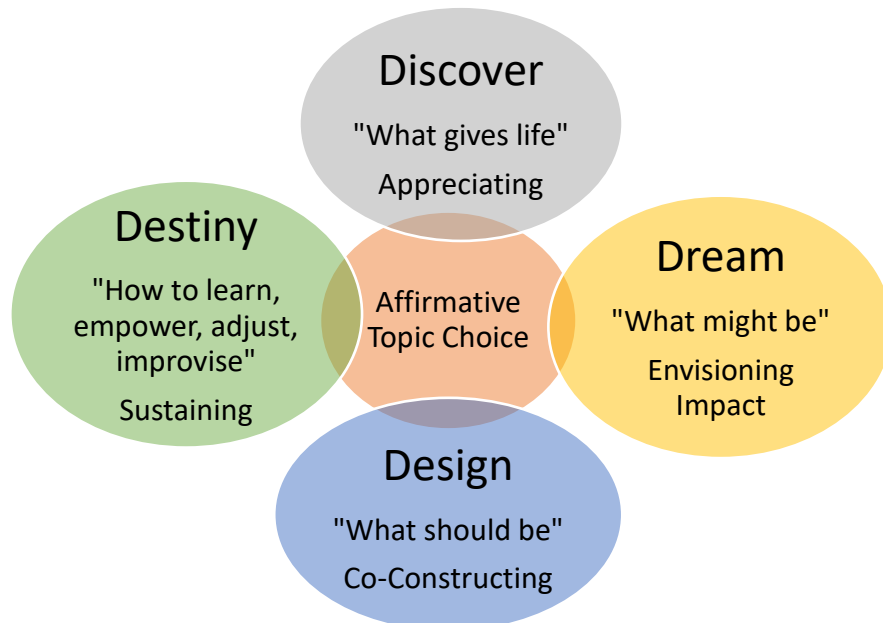 Discover
"What gives life"
Appreciating
Destiny
"How to learn,
empower, adjust,
improvise"
Sustaining
Affirmative
Topic Choice
Dream
"What might be"
Envisioning
Impact
Design
"What should be"
Co-Constructing